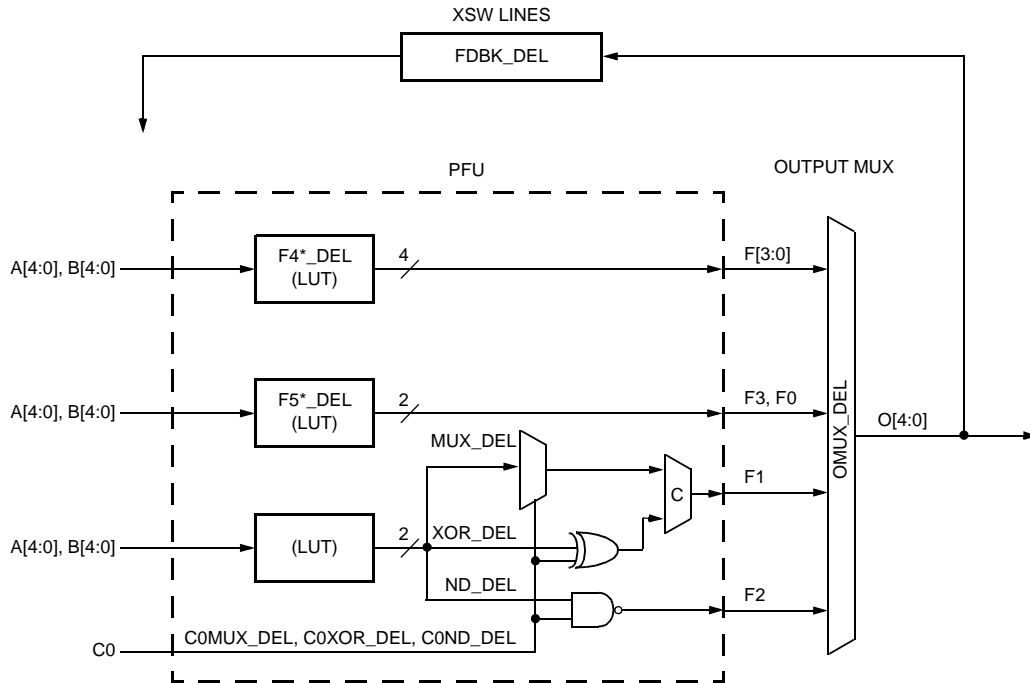 XSW LINES
FDBK_DEL
PFU
OUTPUT MUX
A[4:0], B[4:0]
F4*_DEL
(LUT)
4
F[3:0]
A[4:0], B[4:0]
F5*_DEL
(LUT)
2
F3, F0
OMUX_DEL
O[4:0]
MUX_DEL
C
F1
A[4:0], B[4:0]
(LUT)
2
XOR_DEL
ND_DEL
F2
C0
C0MUX_DEL, C0XOR_DEL, C0ND_DEL